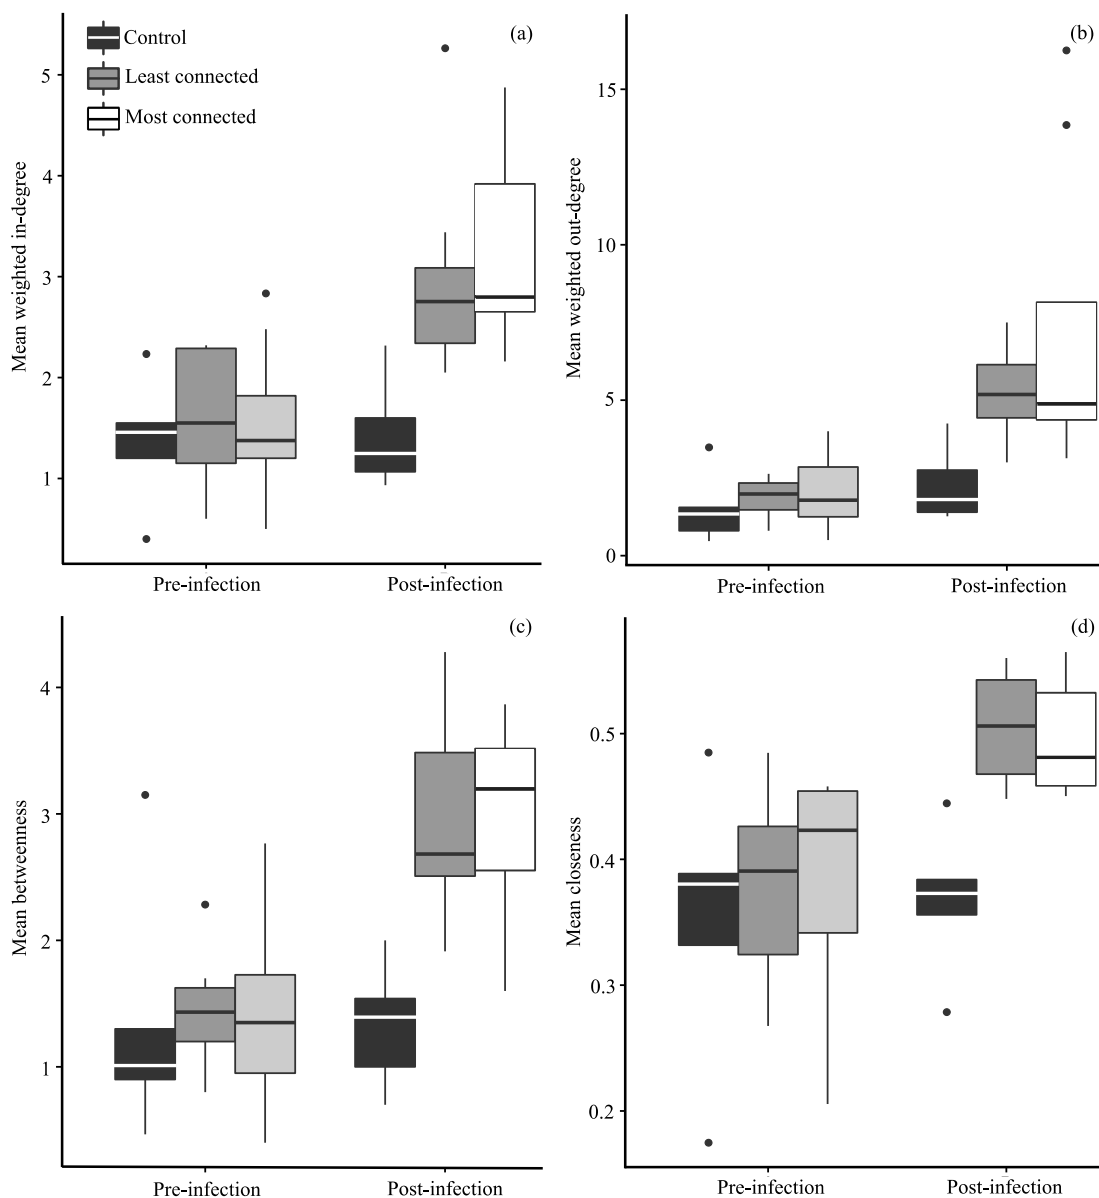 (a)
Control
Least connected
Most connected
5
4
3
2
1
Mean weighted in-degree
Pre-infection
Post-infection
(b)
15
10
5
0
Mean weighted out-degree
Pre-infection
Post-infection
(c)
4
3
2
1
Mean betweenness
Pre-infection
Post-infection
(d)
0.5
0.4
0.3
0.2
Mean closeness
Pre-infection
Post-infection